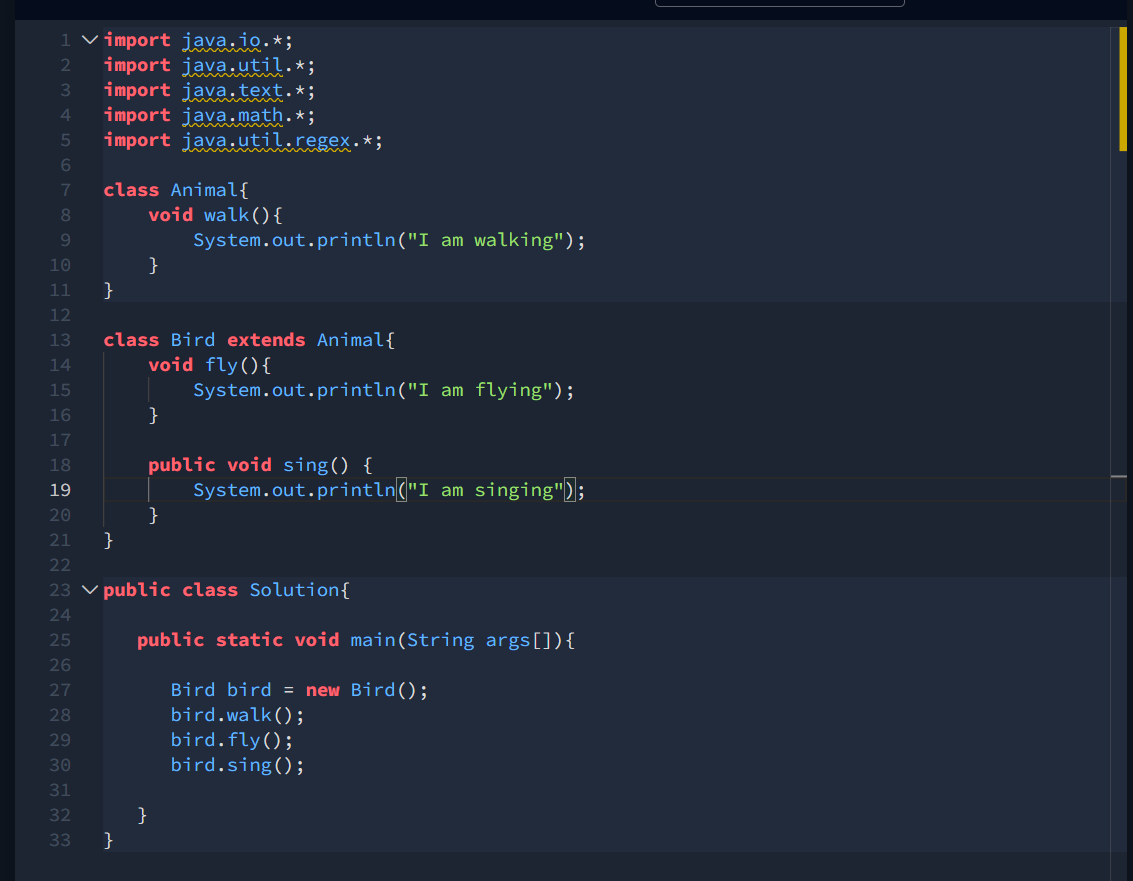 1 import java.io.*;
2 import java.util.*;
3 import java.text.*;
4 import java.math.*;
5 import java.util.regex.*;
6
7 class Animal{
8     void walk(){
9         System.out.println("I am walking");
10     }
11 }
12
13 class Bird extends Animal{
14     void fly(){
15         System.out.println("I am flying");
16     }
17
18     public void sing() {
19         System.out.println("I am singing");
20     }
21 }
22
23 public class Solution{
24
25    public static void main(String args[]){
26
27       Bird bird = new Bird();
28       bird.walk();
29       bird.fly();
30       bird.sing();
31
32    }
33 }